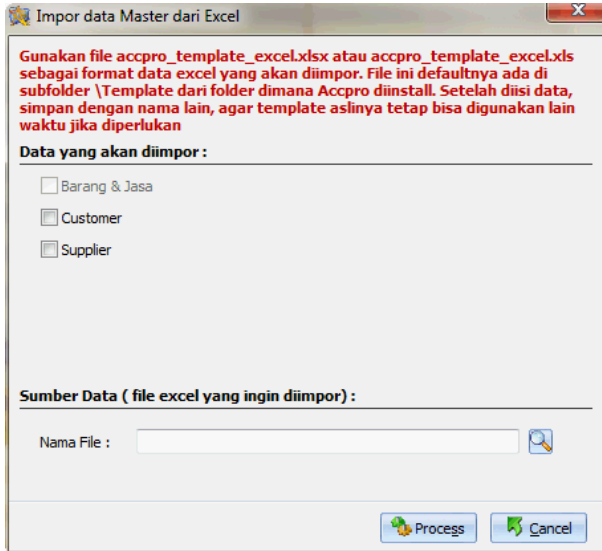 Impor data Master dari Excel
Gunakan file accpro_template_excel.xlsx atau accpro_template_excel.xls
sebagai format data excel yang akan diimpor. File ini defaultnya ada di
subfolder \Template dari folder dimana Accpro diinstall. Setelah diisi data,
simpan dengan nama lain, agar template aslinya tetap bisa digunakan lain
waktu jika diperlukan
Data yang akan diimpor :
Barang & Jasa
Customer
Supplier
Sumber Data ( file excel yang ingin diimpor) :
Nama File :
Process
Cancel